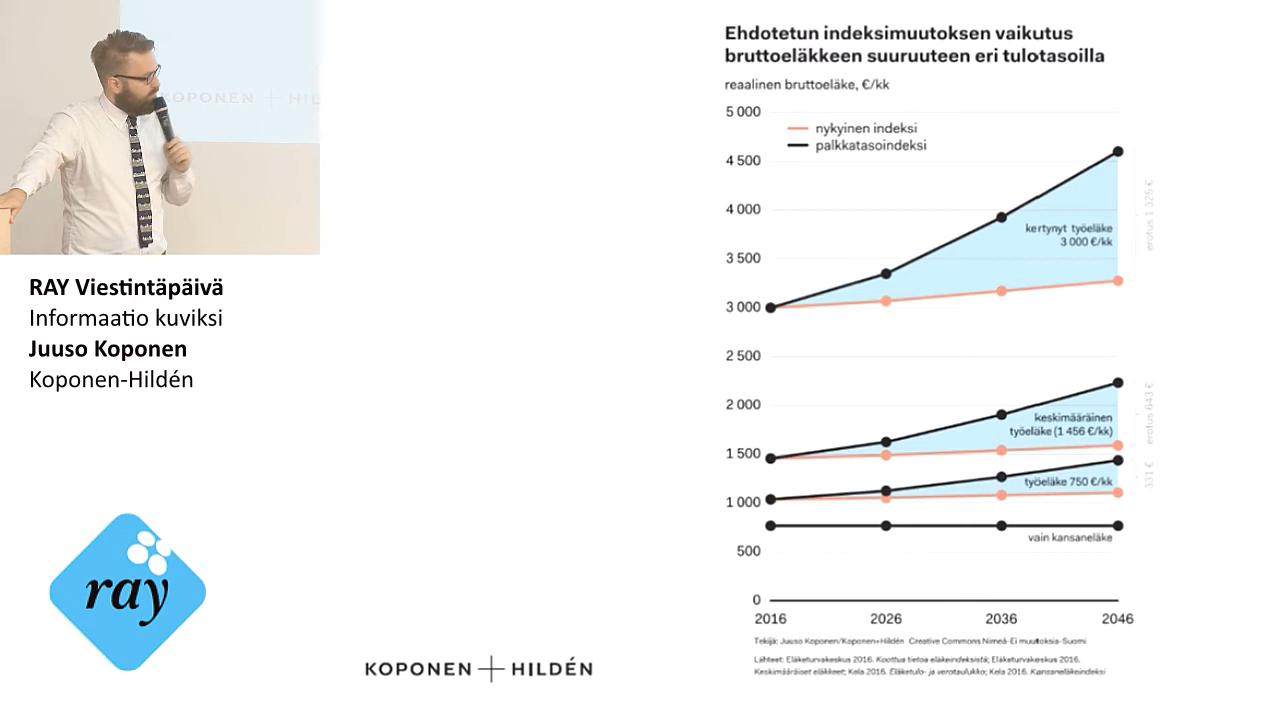 KOPONEN + HIL
RAY Viestintäpäivä
Informaatio kuviksi
Juuso Koponen
Koponen-Hildén
ray
KOPONEN + HILDÉN
Ehdotetun indeksimuutoksen vaikutus
bruttoeläkkeen suuruuteen eri tulotasoilla
reaalinen bruttoeläke, €/kk
5 000
nykyinen indeksi
palkkatasoindeksi
4 500
4 000
kertynyt työeläke
3 000 €/kk
erotus 1 325 €
3 500
3 000
2 500
2 000
keskimääräinen
työeläke (1 456 €/kk)
erotus 643 €
1 500
työeläke 750 €/kk
331 €
1 000
vain kansaneläke
500
0
2016 2026 2036 2046
Tekijä: Juuso Koponen/Koponen+Hildén Creative Commons Nimeä-Ei muutoksia-Suomi
Lähteet: Eläketurvakeskus 2016. Koottua tietoa eläkeindeksistä; Eläketurvakeskus 2016.
Keskimääräiset eläkkeet; Kela 2016. Eläketulo- ja verotaulukko; Kela 2016. Kansaneläkeindeksi